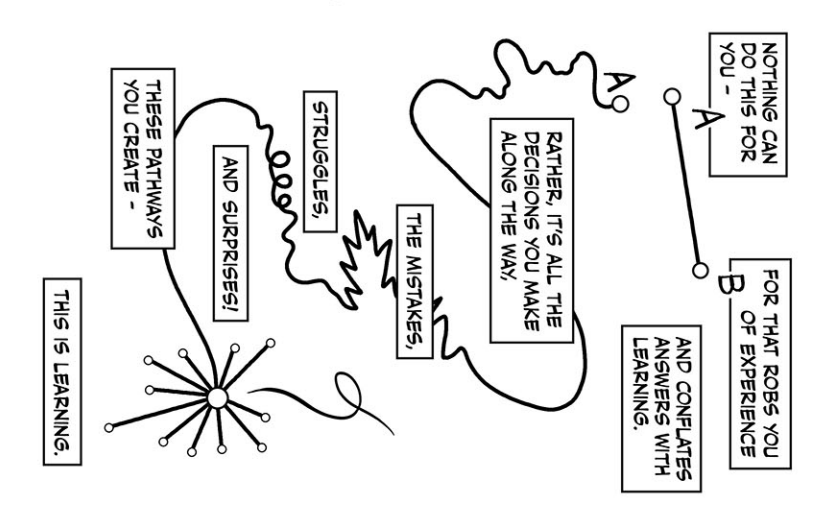 NOTHING CAN
DO THIS FOR
YOU -
A
B
FOR THAT ROBS YOU
OF EXPERIENCE
AND CONFLATES
ANSWERS WITH
LEARNING.
A
RATHER, IT'S ALL THE
DECISIONS YOU MAKE
ALONG THE WAY,
THE MISTAKES,
STRUGGLES,
AND SURPRISES!
THESE PATHWAYS
YOU CREATE -
THIS IS LEARNING.